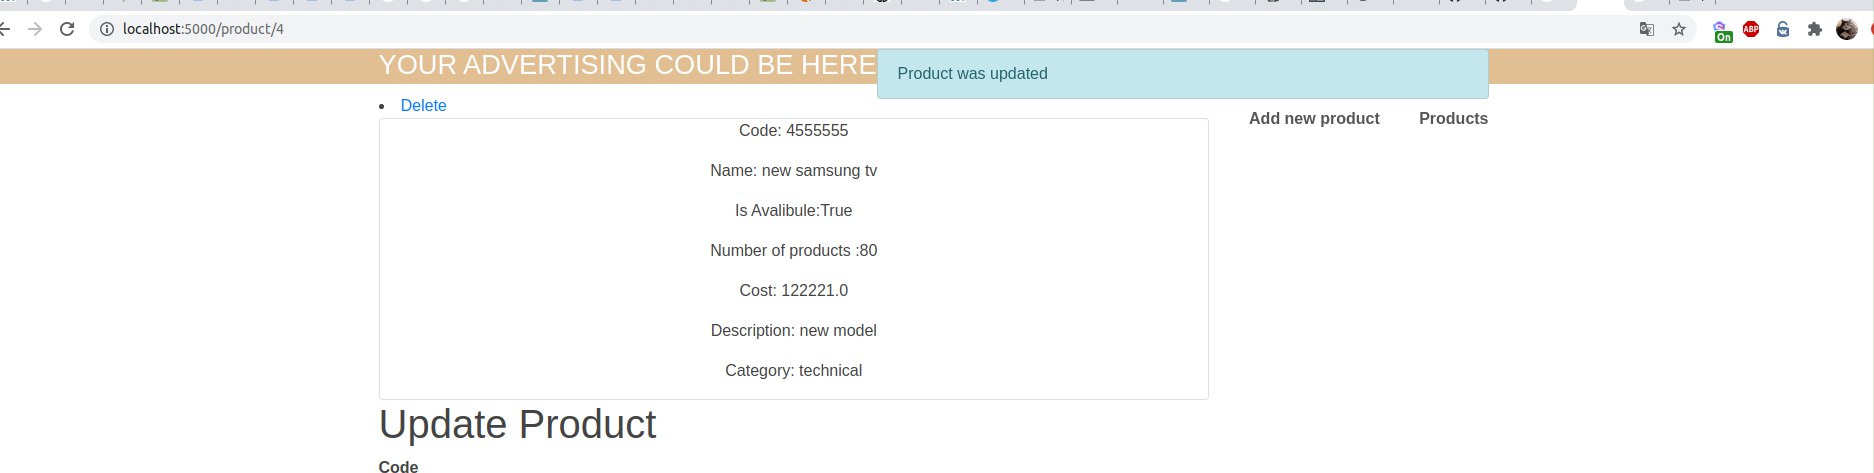 localhost:5000/product/4
On
ABP
YOUR ADVERTISING COULD BE HERE
Product was updated
Delete
Add new product
Products
Code: 4555555
Name: new samsung tv
Is Avalibule:True
Number of products :80
Cost: 122221.0
Description: new model
Category: technical
Update Product
Code